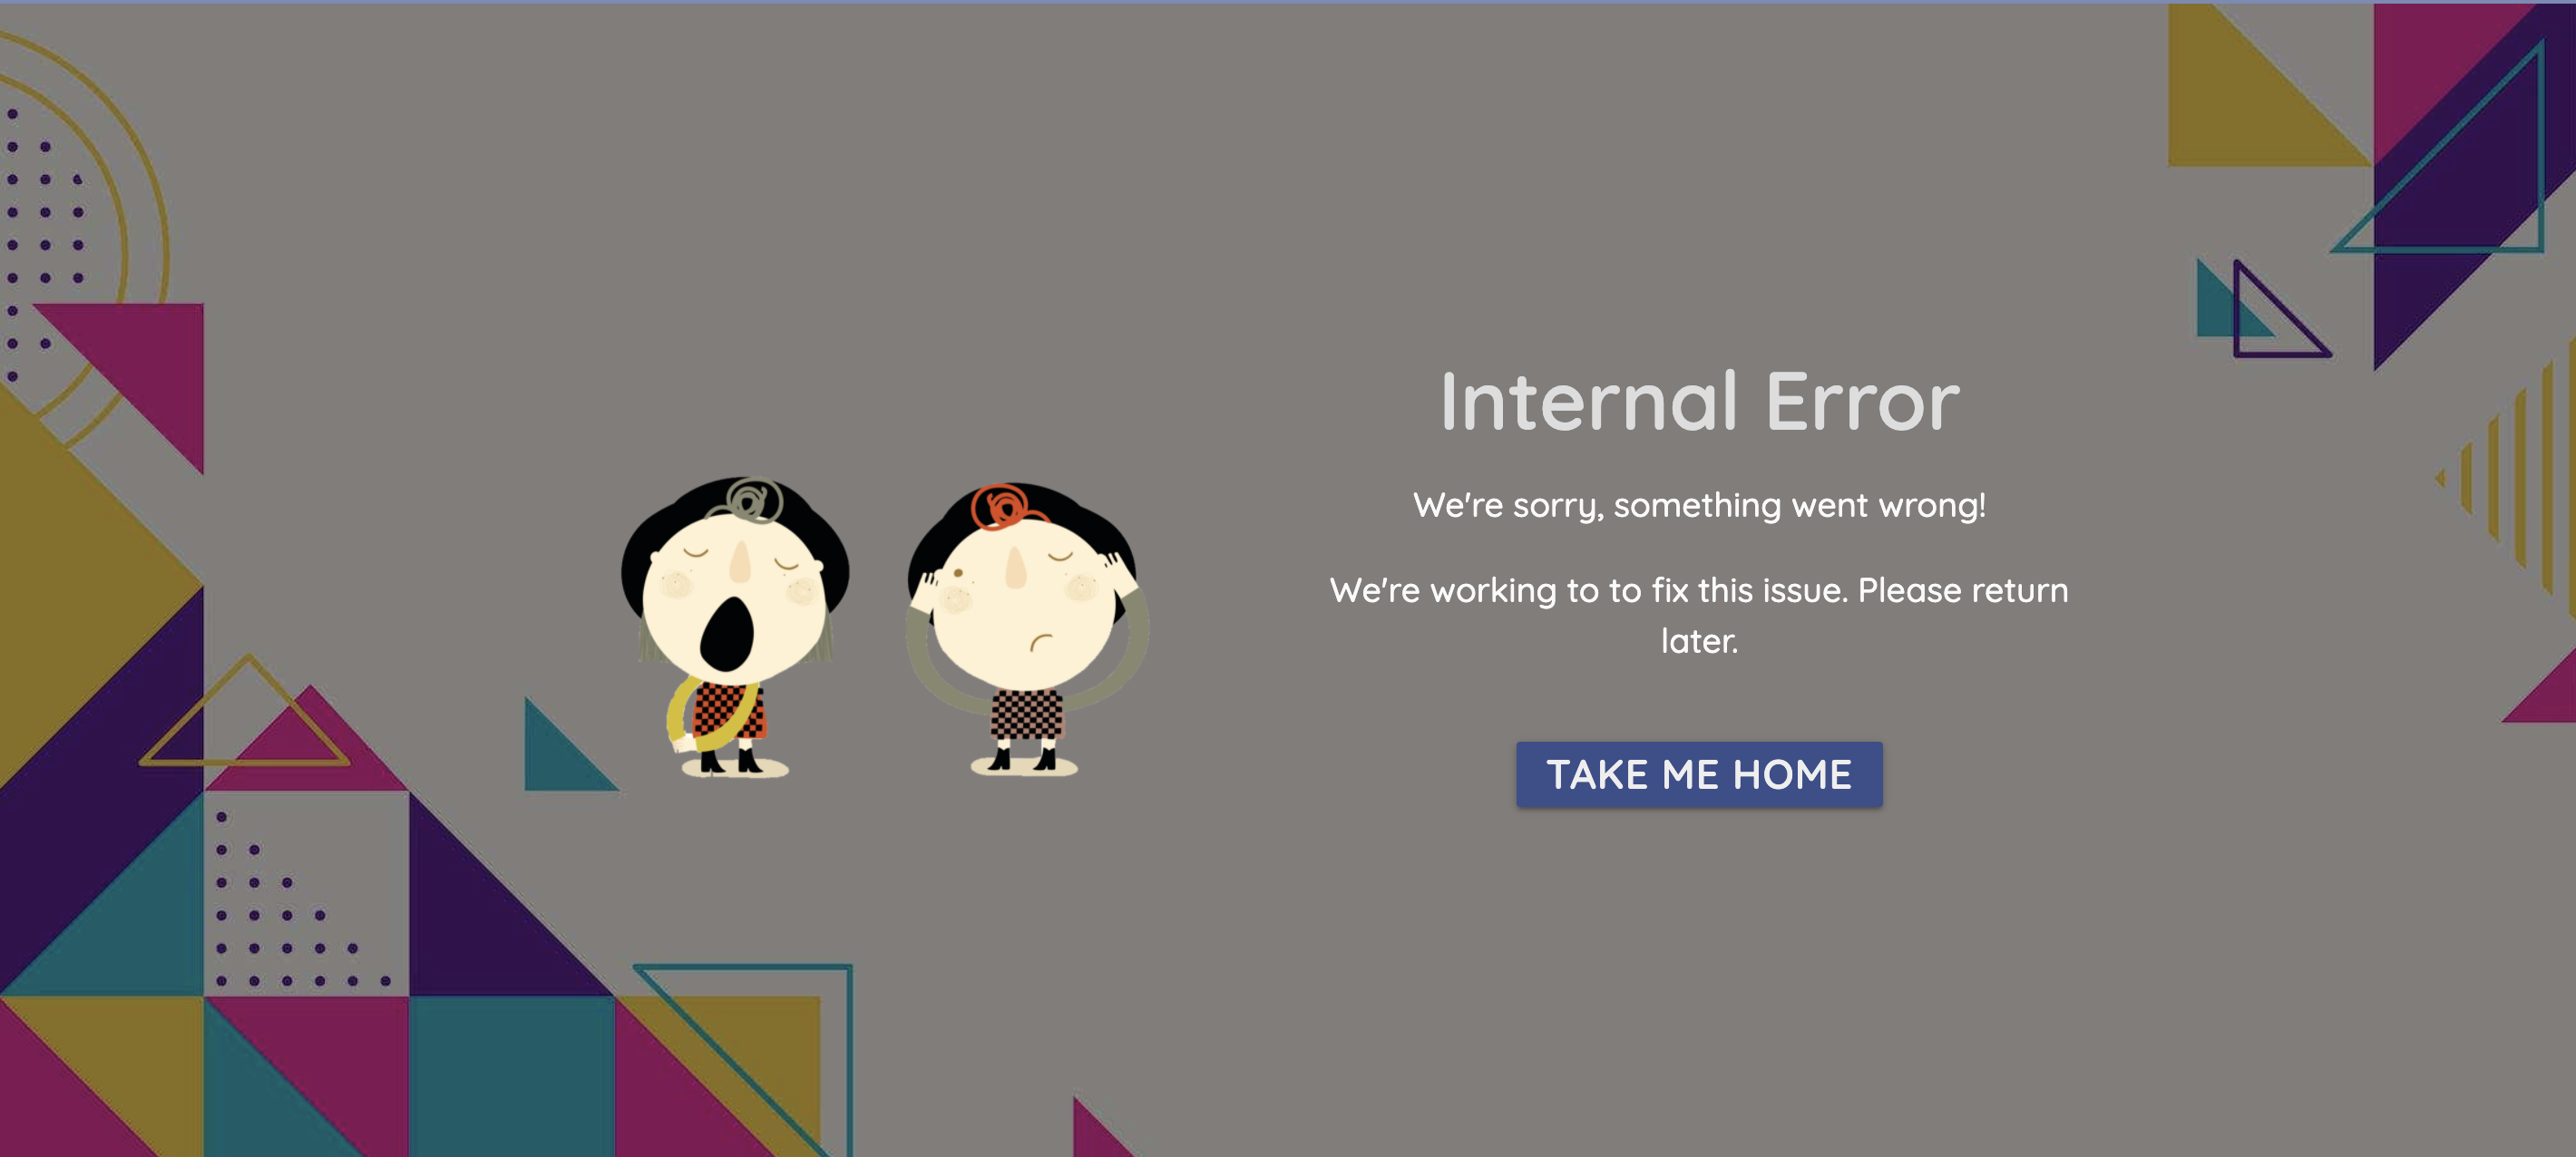 Internal Error
We're sorry, something went wrong!
We're working to to fix this issue. Please return
later.
TAKE ME HOME